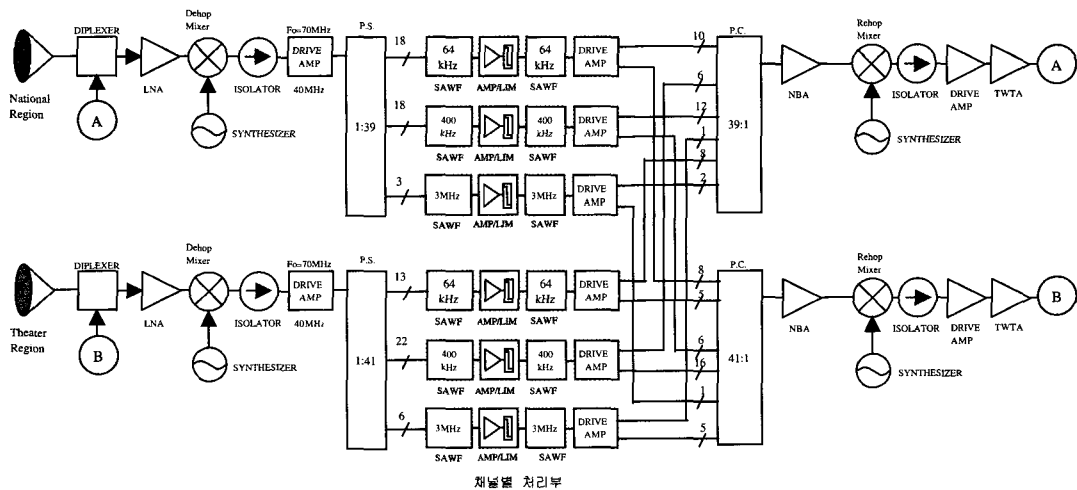 Dehop
Mixer
DIPLEXER
Fo=70MHz
DRIVE
AMP
P.S.
18
64
kHz
64
kHz
DRIVE
AMP
10
P.C.
Rehop
Mixer
A
National
Region
A
LNA
ISOLATOR
40MHz
SYNTHESIZER
1:39
SAWF
AMP/LIM
SAWF
18
400
kHz
400
kHz
DRIVE
AMP
SAWF
AMP/LIM
SAWF
3
3MHz
3MHz
DRIVE
AMP
SAWF
AMP/LIM
SAWF
6
12
1
8
2
39:1
NBA
ISOLATOR
DRIVE
AMP
TWTA
SYNTHESIZER
Dehop
Mixer
DIPLEXER
Fo=70MHz
DRIVE
AMP
P.S.
13
64
kHz
64
kHz
DRIVE
AMP
8
P.C.
Rehop
Mixer
B
Theater
Region
B
LNA
ISOLATOR
40MHz
SYNTHESIZER
1:41
SAWF
AMP/LIM
SAWF
22
400
kHz
400
kHz
DRIVE
AMP
SAWF
AMP/LIM
SAWF
6
3MHz
3MHz
DRIVE
AMP
SAWF
AMP/LIM
SAWF
5
6
16
1
5
41:1
NBA
ISOLATOR
DRIVE
AMP
TWTA
SYNTHESIZER
채널별 처리부